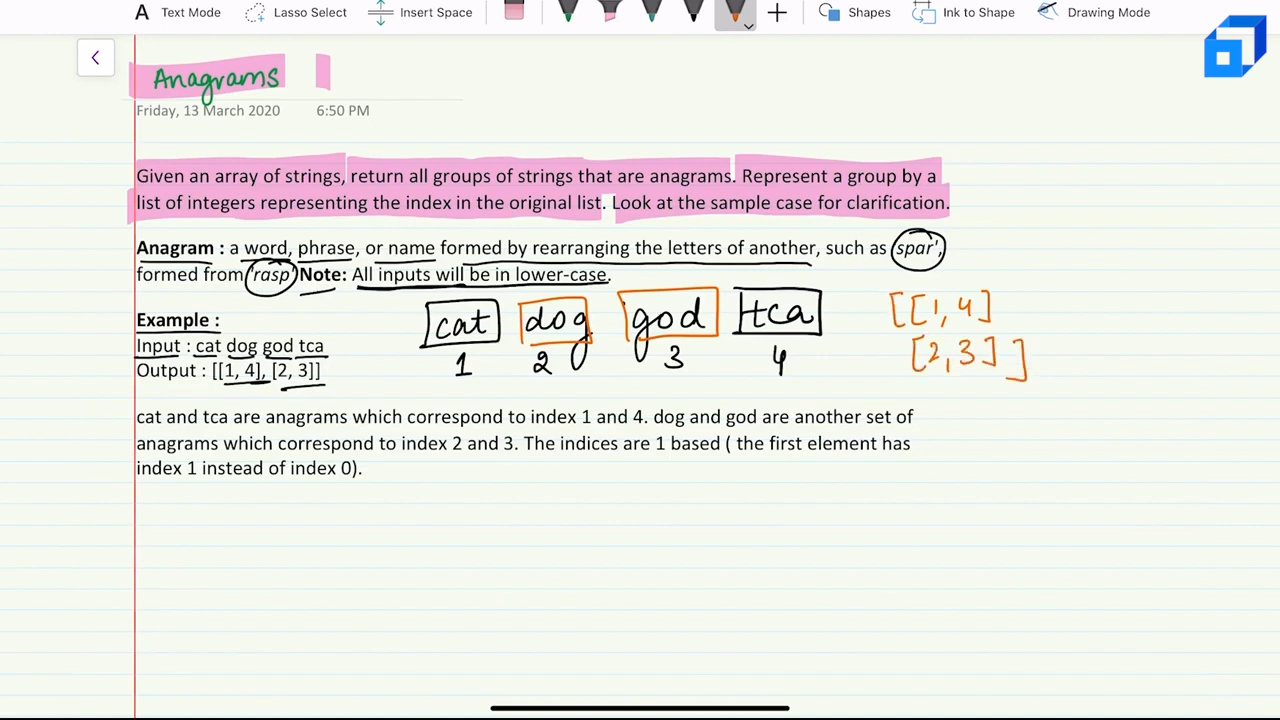 A Text Mode Lasso Select Insert Space Shapes Ink to Shape Drawing Mode
Anagrams
Friday, 13 March 2020 6:50 PM
Given an array of strings, return all groups of strings that are anagrams. Represent a group by a
list of integers representing the index in the original list. Look at the sample case for clarification.
Anagram : a word, phrase, or name formed by rearranging the letters of another, such as 'spar',
formed from 'rasp' Note: All inputs will be in lower-case.
Example :
Input : cat dog god tca
Output : [[1, 4], [2, 3]]
cat dog god tca
1 2 3 4
[[1,4]
[2,3]]
cat and tca are anagrams which correspond to index 1 and 4. dog and god are another set of
anagrams which correspond to index 2 and 3. The indices are 1 based ( the first element has
index 1 instead of index 0).